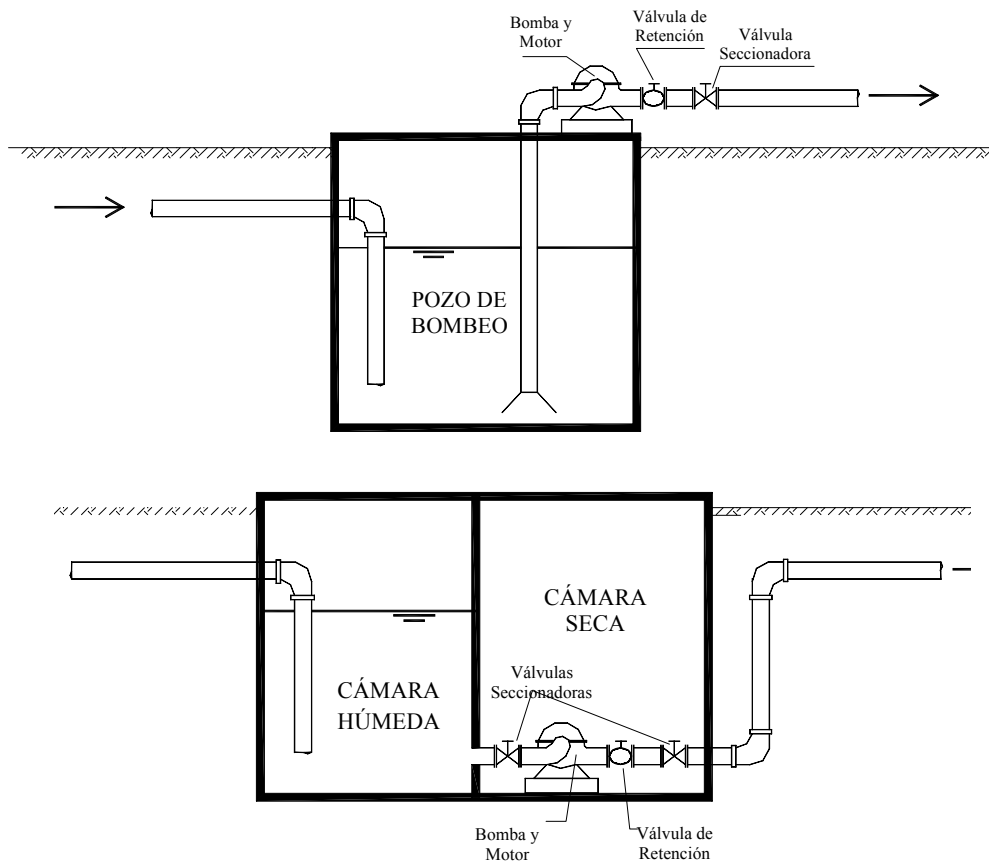 Bomba y
Motor
Válvula de
Retención
Válvula
Seccionadora
POZO DE
BOMBEO
CÁMARA
SECA
Válvulas
Seccionadoras
CÁMARA
HÚMEDA
Bomba y
Motor
Válvula de
Retención